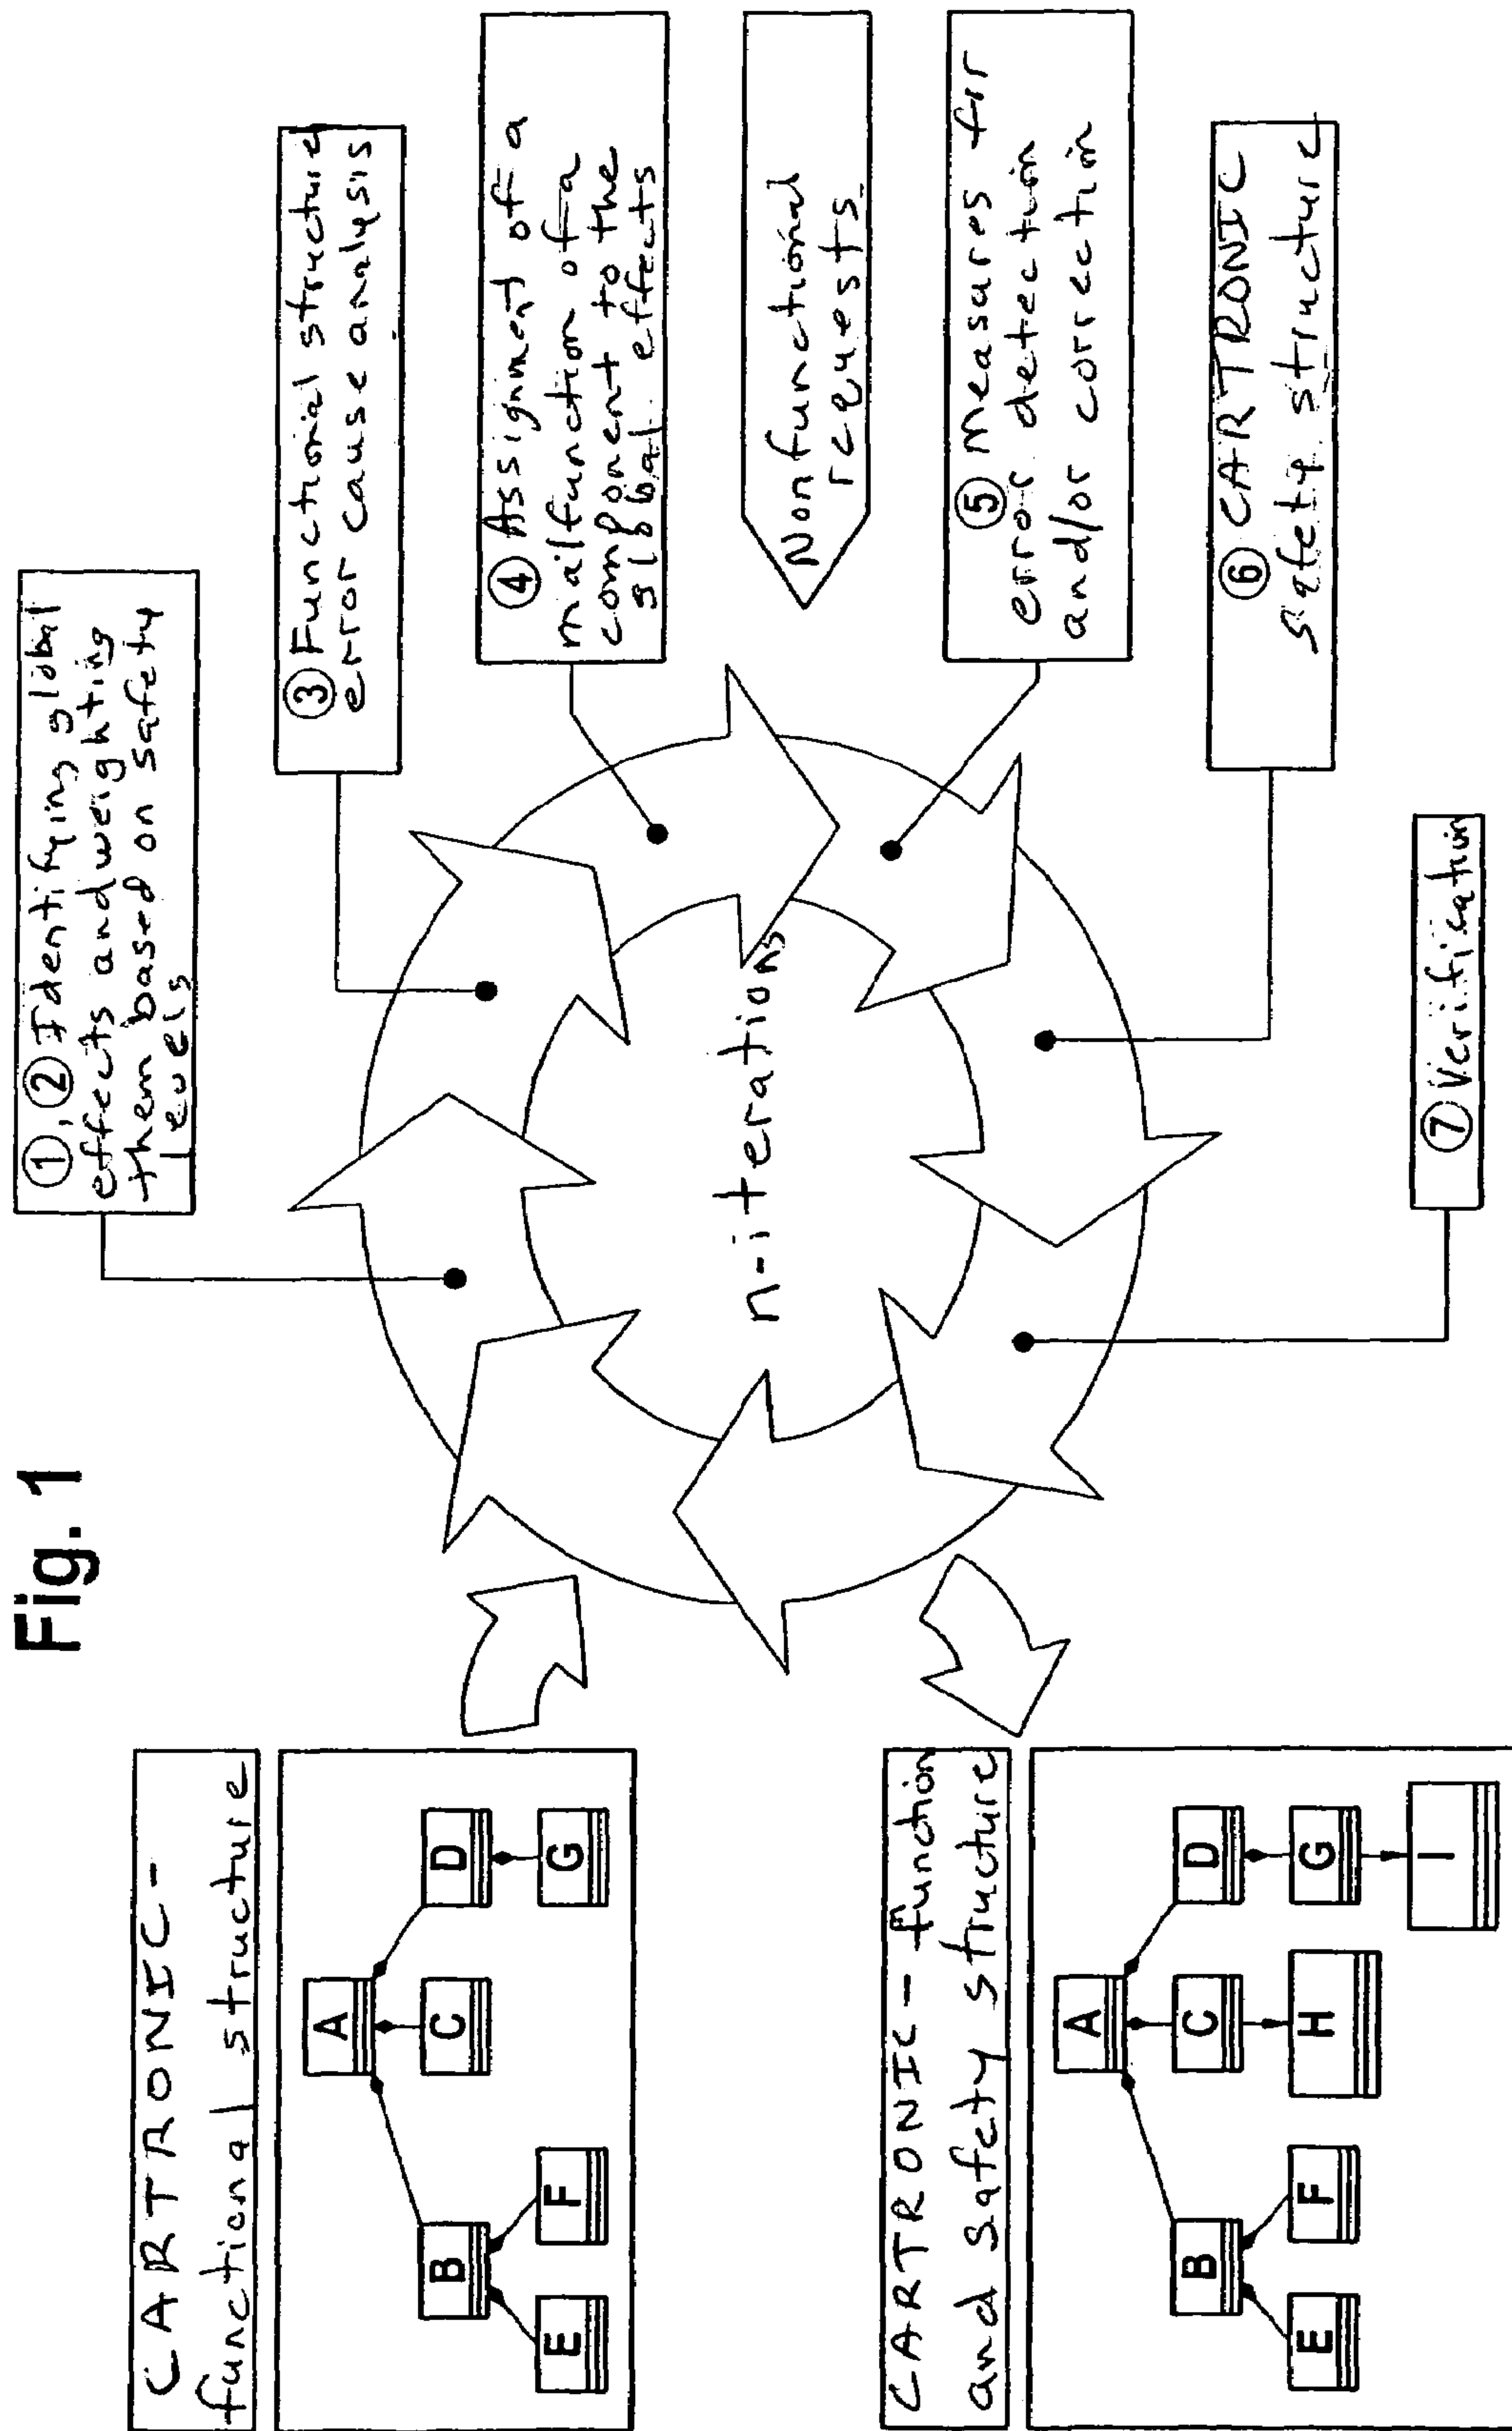 Fig. 1
CARTRONIC-
functional structure
A
B
C
D
E
F
G
CARTRONIC - function
and safety structure
A
B
C
D
E
F
G
H
I
n-iterations
①, ② Identifying global
effects and weighting
them based on safety
levels
③ Functional structure
error cause analysis
④ Assignment of a
mailfunction of a
component to the
global effects
Nonfunctional
requests
⑤ Measures for
error detection
and/or correction
⑥ CARTRONIC
safety structure
⑦ Verification